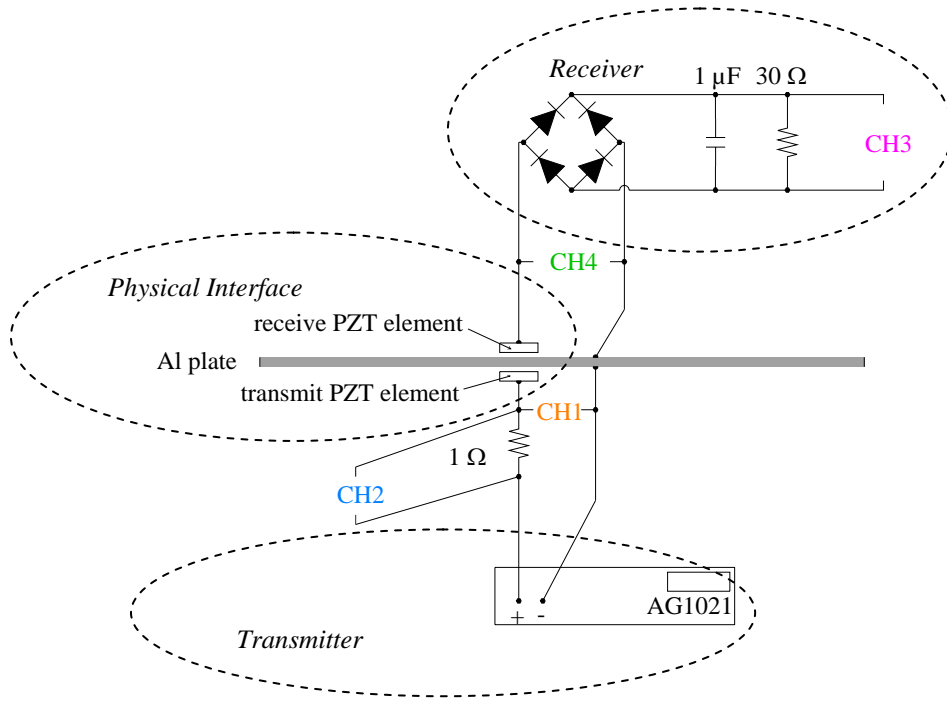 Receiver
1 µF 30 Ω
CH3
CH4
Physical Interface
receive PZT element
Al plate
transmit PZT element
CH1
1 Ω
CH2
AG1021
+ -
Transmitter